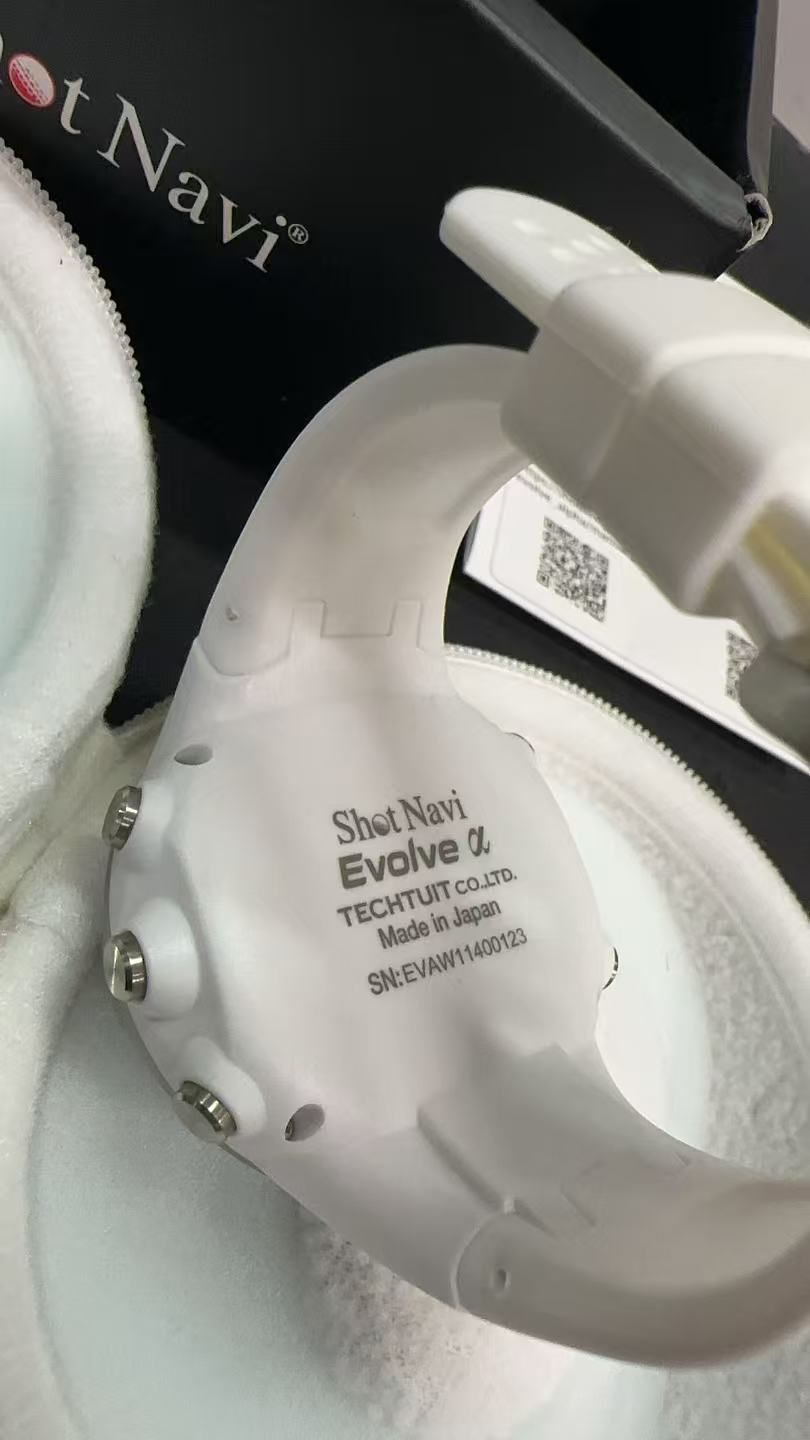 Shot Navi®
Shot Navi
Evolve α
TECHTUIT CO.,LTD.
Made in Japan
SN:EVAW11400123